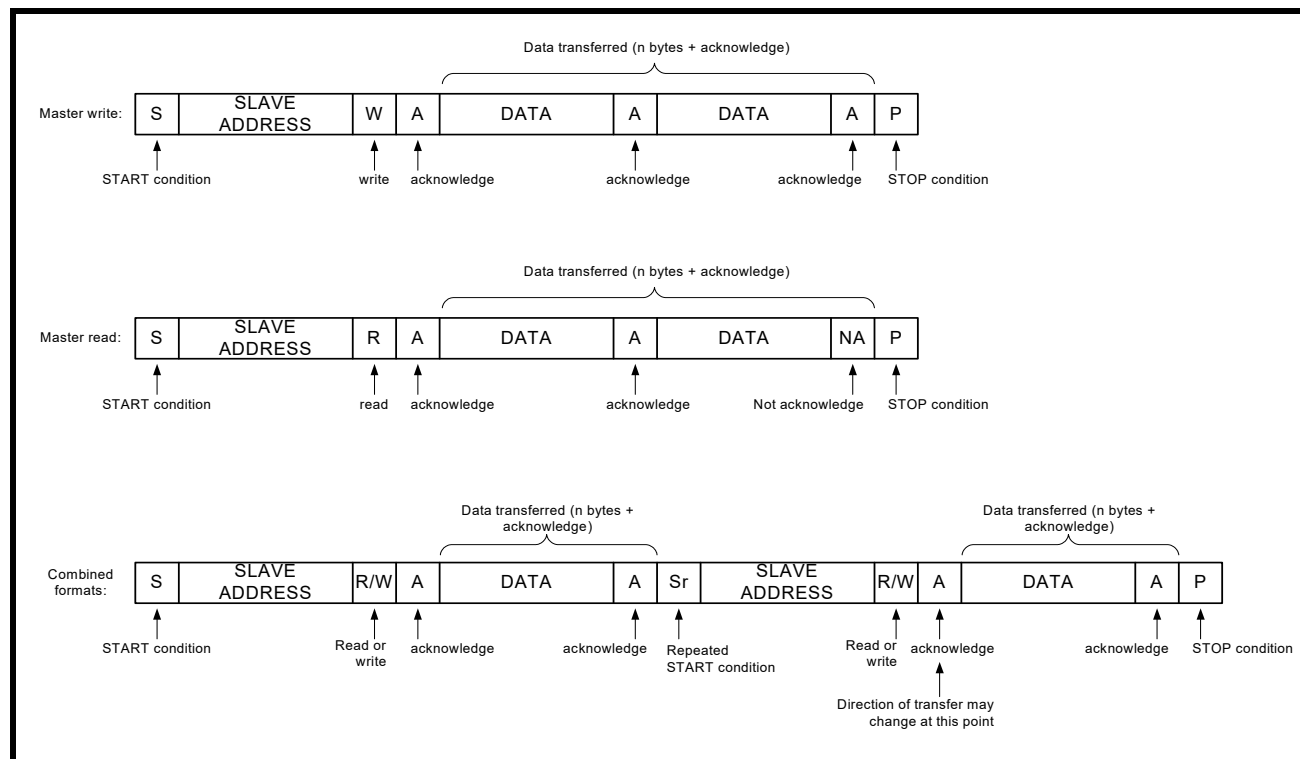 Data transferred (n bytes + acknowledge)
Master write:
S
SLAVE
ADDRESS
W
A
DATA
A
DATA
A
P
START condition
write
acknowledge
acknowledge
acknowledge
STOP condition
Data transferred (n bytes + acknowledge)
Master read:
S
SLAVE
ADDRESS
R
A
DATA
A
DATA
NA
P
START condition
read
acknowledge
acknowledge
Not acknowledge
STOP condition
Data transferred (n bytes +
acknowledge)
Data transferred (n bytes +
acknowledge)
Combined
formats:
S
SLAVE
ADDRESS
R/W
A
DATA
A
Sr
SLAVE
ADDRESS
R/W
A
DATA
A
P
START condition
Read or
write
acknowledge
acknowledge
Repeated
START condition
Read or
write
acknowledge
acknowledge
STOP condition
Direction of transfer may
change at this point